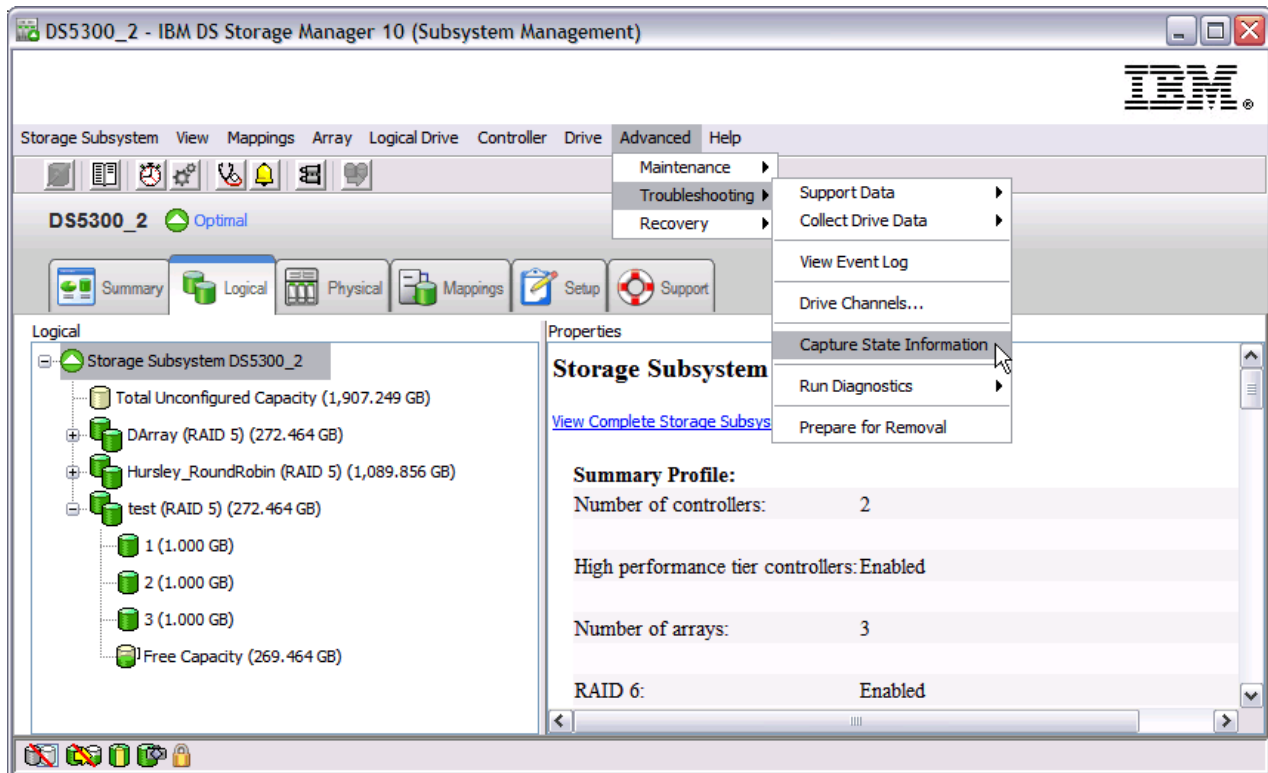 DS5300_2 - IBM DS Storage Manager 10 (Subsystem Management)
IBM®
Storage Subsystem View Mappings Array Logical Drive Controller Drive Advanced Help
Maintenance
Troubleshooting
Recovery
Support Data
Collect Drive Data
View Event Log
Drive Channels...
Capture State Information
Run Diagnostics
Prepare for Removal
DS5300_2 Optimal
Summary Logical Physical Mappings Setup Support
Logical
Storage Subsystem DS5300_2
Total Unconfigured Capacity (1,907.249 GB)
DArray (RAID 5) (272.464 GB)
Hursley_RoundRobin (RAID 5) (1,089.856 GB)
test (RAID 5) (272.464 GB)
1 (1.000 GB)
2 (1.000 GB)
3 (1.000 GB)
Free Capacity (269.464 GB)
Properties
Storage Subsystem
View Complete Storage Subsys
Summary Profile:
Number of controllers: 2
High performance tier controllers: Enabled
Number of arrays: 3
RAID 6: Enabled